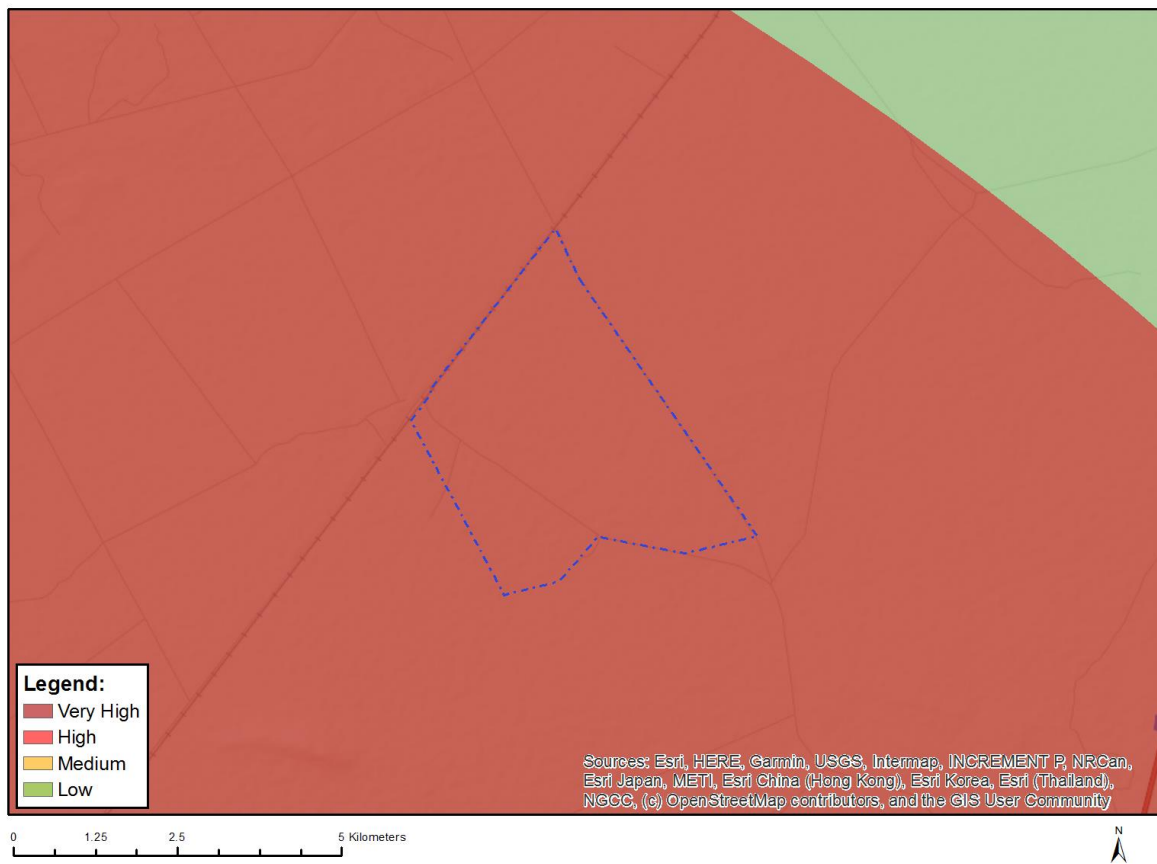 Legend:
Very High
High
Medium
Low
Sources: Esri, HERE, Garmin, USGS, Intermap, INCREMENT P, NRCan,
Esri Japan, METI, Esri China (Hong Kong), Esri Korea, Esri (Thailand),
NGCC, (c) OpenStreetMap contributors, and the GIS User Community
0 1.25 2.5 5 Kilometers
N